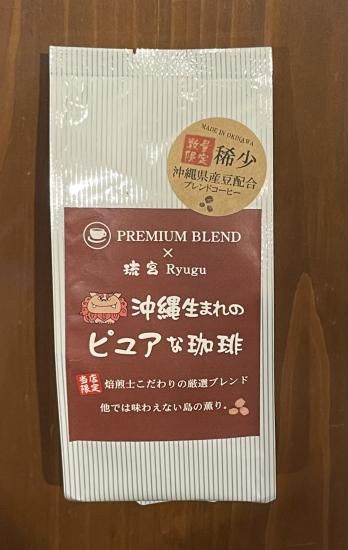 MADE IN OKINAWA
数量
限定
稀少
沖縄県産豆配合
ブレンドコーヒー
PREMIUM BLEND
×
琉宮 Ryugu
沖縄生まれの
ピュアな珈琲
当店
限定
焙煎士こだわりの厳選ブレンド
他では味わえない島の薫り。